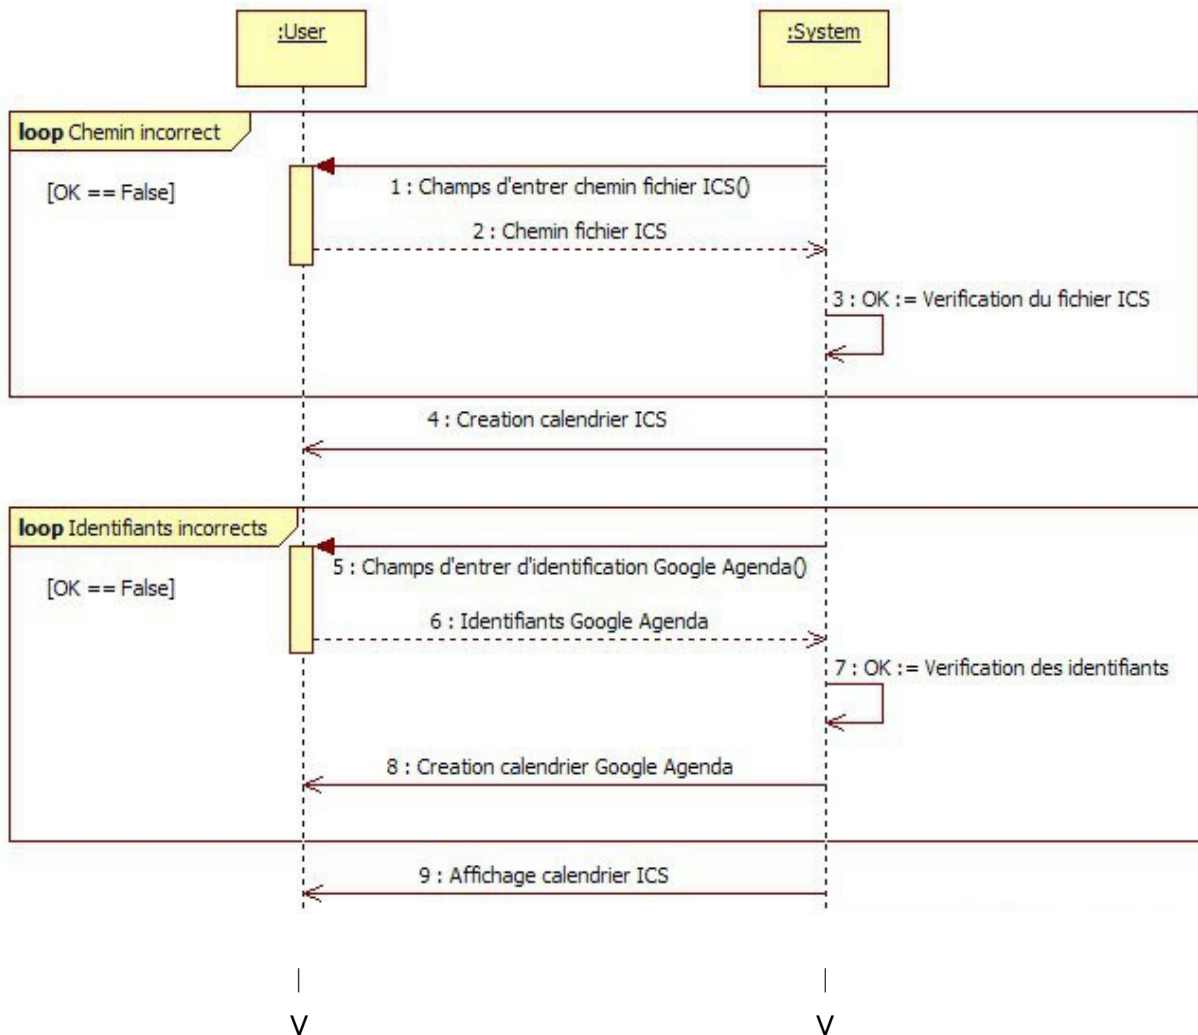 :User
:System
loop Chemin incorrect
[OK == False]
1 : Champs d'entrer chemin fichier ICS()
2 : Chemin fichier ICS
3 : OK := Verification du fichier ICS
4 : Creation calendrier ICS
loop Identifiants incorrects
[OK == False]
5 : Champs d'entrer d'identification Google Agenda()
6 : Identifiants Google Agenda
7 : OK := Verification des identifiants
8 : Creation calendrier Google Agenda
9 : Affichage calendrier ICS
| |
V V